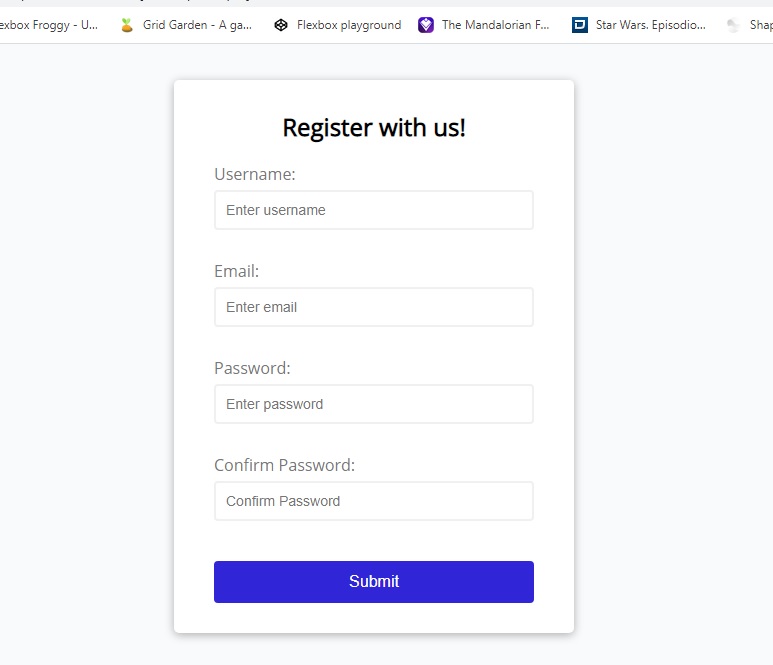 exbox Froggy - U...
Grid Garden - A ga...
Flexbox playground
The Mandalorian F...
Star Wars. Episodio...
Shap
Register with us!
Username:
Enter username
Email:
Enter email
Password:
Enter password
Confirm Password:
Confirm Password
Submit